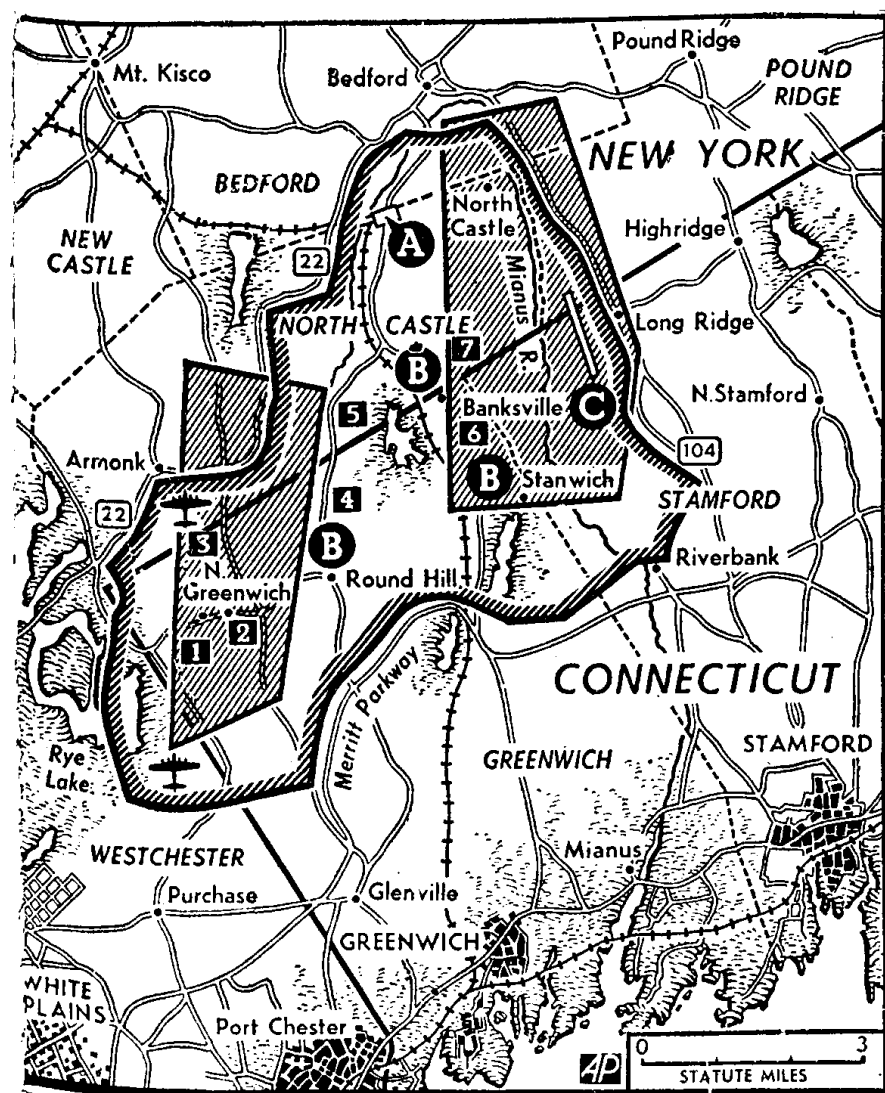 Pound Ridge
Mt. Kisco
Bedford
POUND
RIDGE
NEW YORK
BEDFORD
North
Castle
NEW
CASTLE
A
Highridge
22
Mianus R.
NORTH CASTLE
Long Ridge
7
B
5
Banksville
C
N. Stamford
6
104
Armonk
B
Stanwich
STAMFORD
22
4
3
B
N.
Greenwich
Round Hill
Riverbank
1
2
CONNECTICUT
Merritt Parkway
Rye
Lake
GREENWICH
STAMFORD
WESTCHESTER
Mianus
Purchase
Glenville
GREENWICH
WHITE
PLAINS
Port Chester
AP
0 3
STATUTE MILES